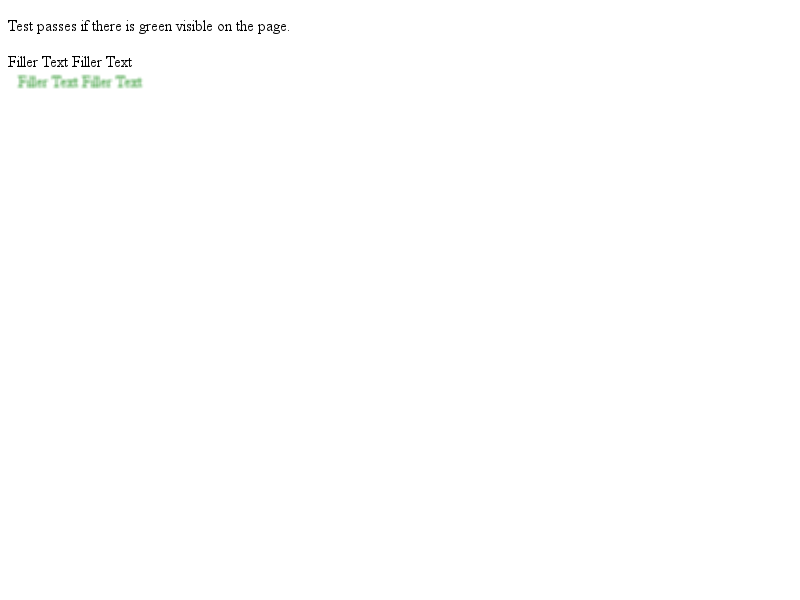 Test passes if there is green visible on the page.
Filler Text Filler Text
Filler Text Filler Text